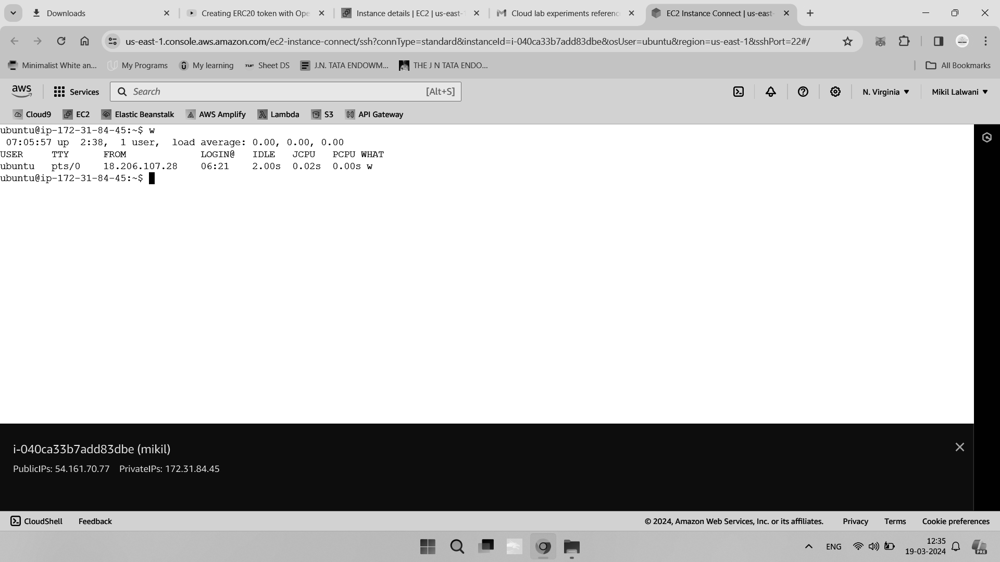 Downloads
Creating ERC20 token with Ope
Instance details | EC2 | us-east-1
Cloud lab experiments referenc
EC2 Instance Connect | us-east-
us-east-1.console.aws.amazon.com/ec2-instance-connect/ssh?connType=standard&instanceId=i-040ca33b7add83dbe&osUser=ubuntu&region=us-east-1&sshPort=22#/
Minimalist White an...
My Programs
My learning
TUF Sheet DS
J.N. TATA ENDOWM...
THE J N TATA ENDO...
All Bookmarks
aws
Services
Search
[Alt+S]
N. Virginia
Mikil Lalwani
Cloud9
EC2
Elastic Beanstalk
AWS Amplify
Lambda
S3
API Gateway
ubuntu@ip-172-31-84-45:~$ w
07:05:57 up 2:38, 1 user, load average: 0.00, 0.00, 0.00
USER TTY FROM LOGIN@ IDLE JCPU PCPU WHAT
ubuntu pts/0 18.206.107.28 06:21 2.00s 0.02s 0.00s w
ubuntu@ip-172-31-84-45:~$
i-040ca33b7add83dbe (mikil)
PublicIPs: 54.161.70.77 PrivateIPs: 172.31.84.45
CloudShell
Feedback
© 2024, Amazon Web Services, Inc. or its affiliates.
Privacy
Terms
Cookie preferences
ENG
12:35
19-03-2024
PRE